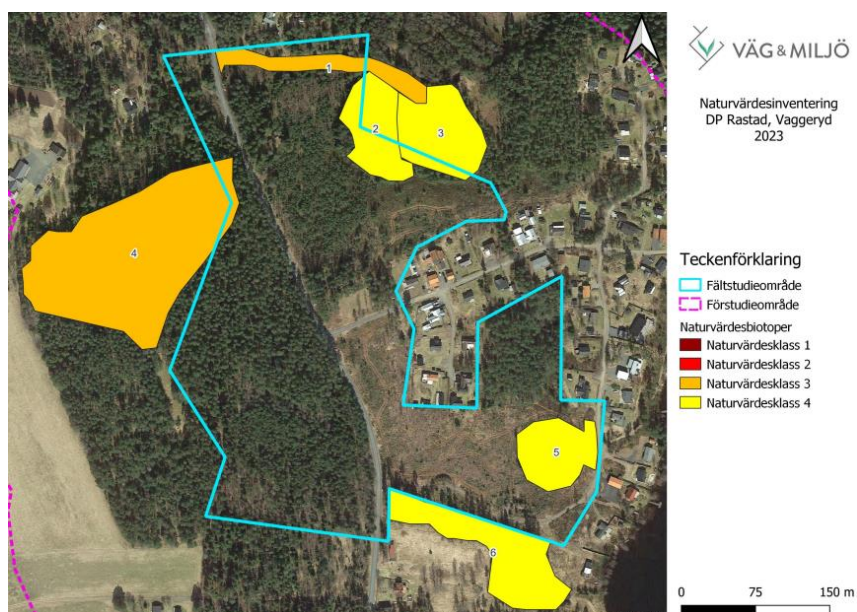 VÄG & MILJÖ
Naturvärdesinventering
DP Rastad, Vaggeryd
2023
Teckenförklaring
Fältstudieområde
Förstudieområde
Naturvärdesbiotoper
Naturvärdesklass 1
Naturvärdesklass 2
Naturvärdesklass 3
Naturvärdesklass 4
1
2
3
4
5
6
0 75 150 m